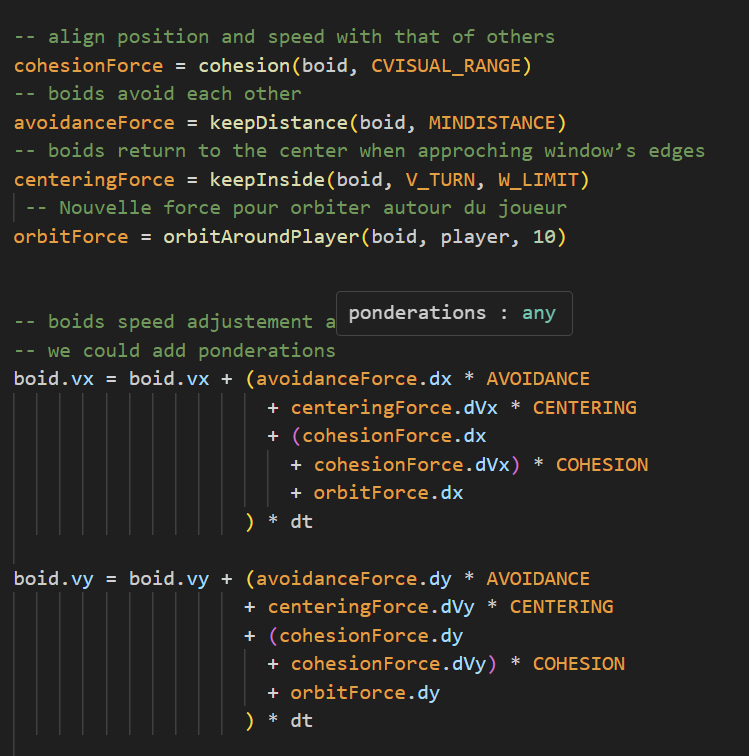 -- align position and speed with that of others
cohesionForce = cohesion(boid, CVISUAL_RANGE)
-- boids avoid each other
avoidanceForce = keepDistance(boid, MINDISTANCE)
-- boids return to the center when approching window’s edges
centeringForce = keepInside(boid, V_TURN, W_LIMIT)
-- Nouvelle force pour orbiter autour du joueur
orbitForce = orbitAroundPlayer(boid, player, 10)
ponderations : any
-- boids speed adjustement a
-- we could add ponderations
boid.vx = boid.vx + (avoidanceForce.dx * AVOIDANCE
+ centeringForce.dVx * CENTERING
+ (cohesionForce.dx
+ cohesionForce.dVx) * COHESION
+ orbitForce.dx
) * dt
boid.vy = boid.vy + (avoidanceForce.dy * AVOIDANCE
+ centeringForce.dVy * CENTERING
+ (cohesionForce.dy
+ cohesionForce.dVy) * COHESION
+ orbitForce.dy
) * dt